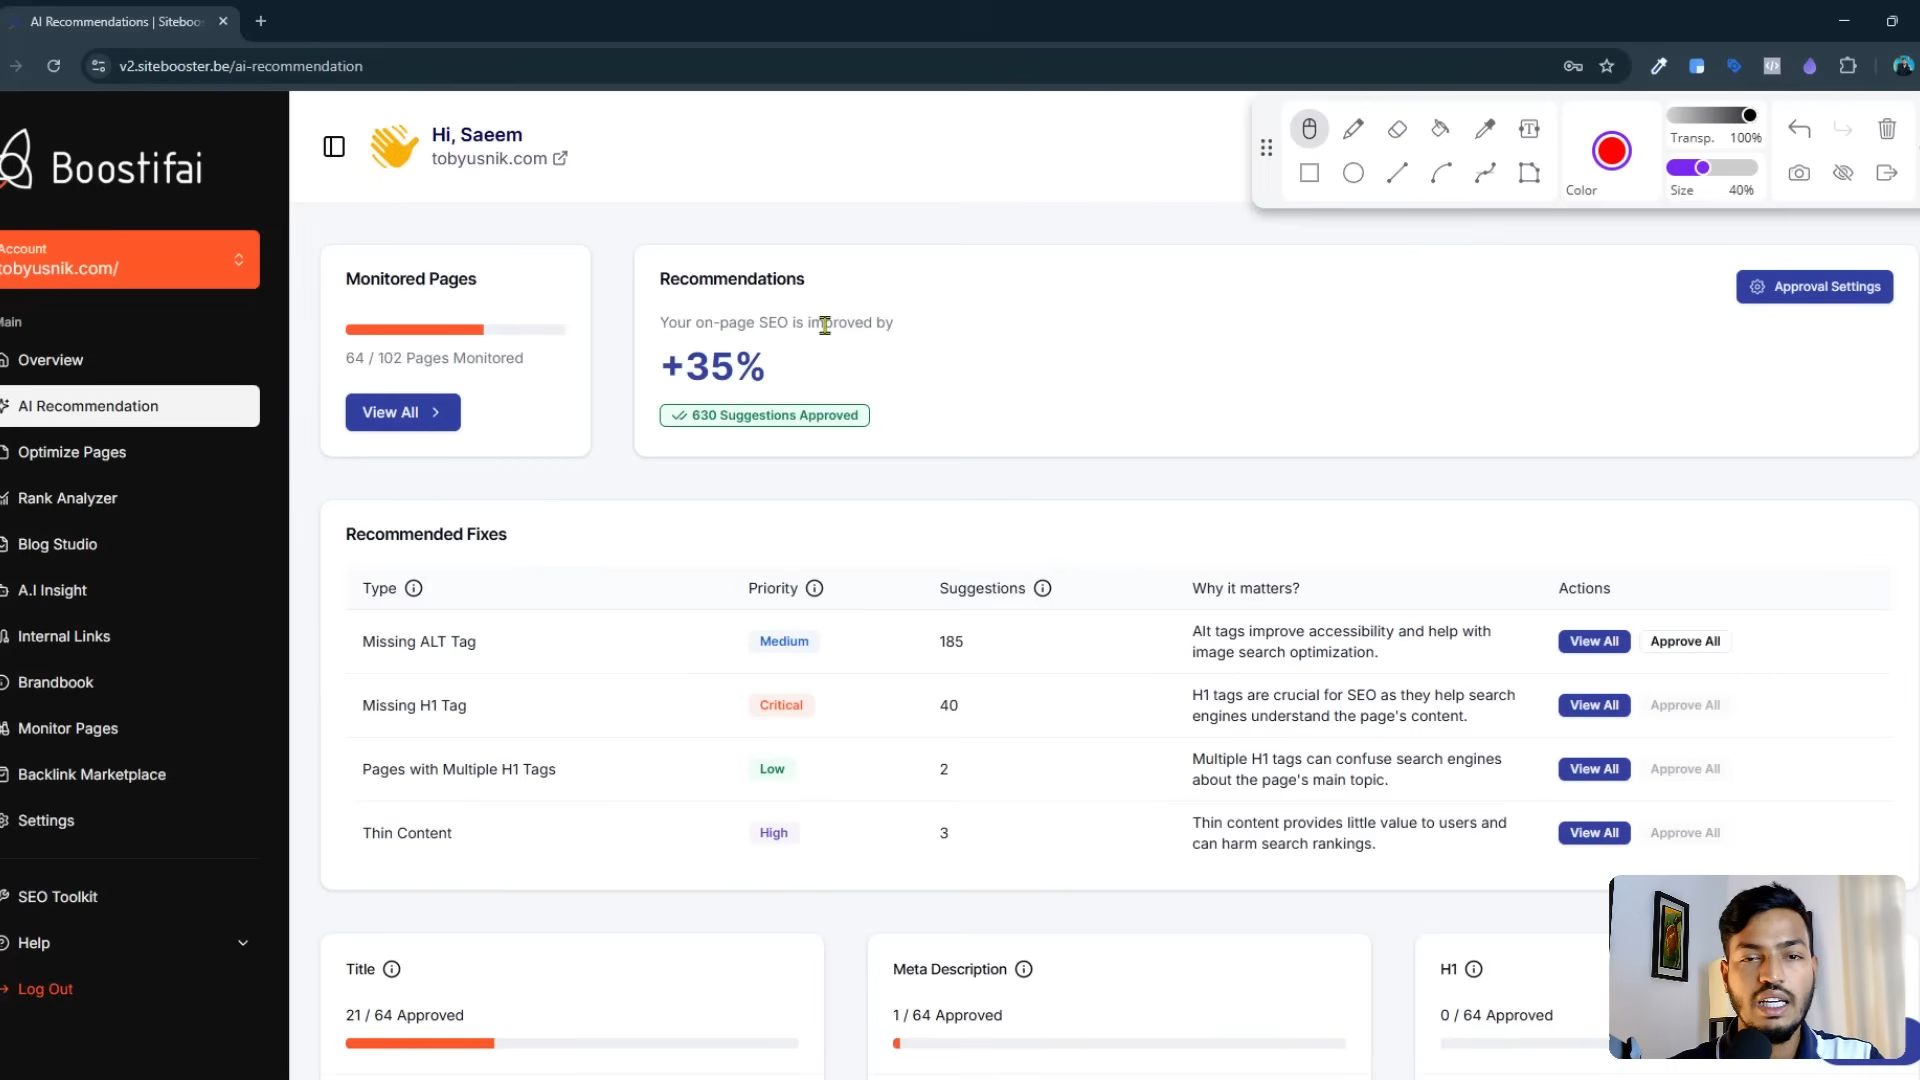 AI Recommendations | Siteboo
v2.sitebooster.be/ai-recommendation
Boostifai
Account
tobyusnik.com/
Main
Overview
AI Recommendation
Optimize Pages
Rank Analyzer
Blog Studio
A.I Insight
Internal Links
Brandbook
Monitor Pages
Backlink Marketplace
Settings
SEO Toolkit
Help
Log Out
Hi, Saeem
tobyusnik.com
Transp. 100%
Color
Size 40%
Monitored Pages
64 / 102 Pages Monitored
View All
Recommendations
Your on-page SEO is improved by
+35%
630 Suggestions Approved
Approval Settings
Recommended Fixes
Type Priority Suggestions Why it matters? Actions
Missing ALT Tag Medium 185 Alt tags improve accessibility and help with View All Approve All
image search optimization.
Missing H1 Tag Critical 40 H1 tags are crucial for SEO as they help search View All Approve All
engines understand the page's content.
Pages with Multiple H1 Tags Low 2 Multiple H1 tags can confuse search engines View All Approve All
about the page's main topic.
Thin Content High 3 Thin content provides little value to users and View All Approve All
can harm search rankings.
Title
21 / 64 Approved
Meta Description
1 / 64 Approved
H1
0 / 64 Approved